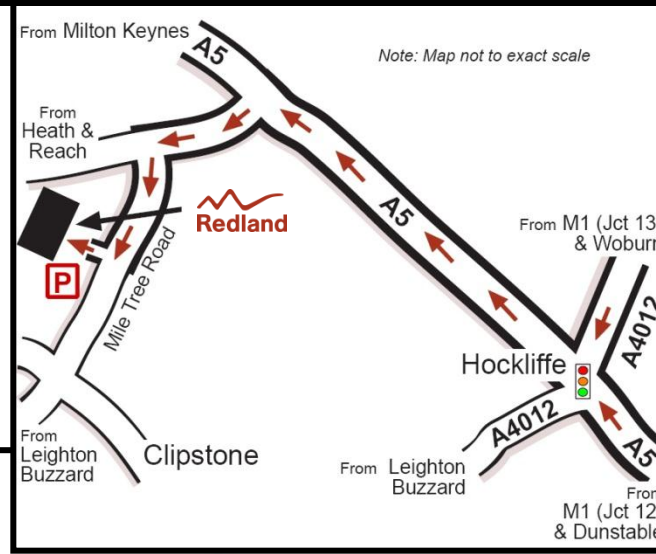 From Milton Keynes
A5
Note: Map not to exact scale
From
Heath &
Reach
Redland
A5
From M1 (Jct 13)
& Woburn
P
Mile Tree Road
A4012
Hockliffe
A4012
A5
From
Leighton
Buzzard
Clipstone
From Leighton
Buzzard
From
M1 (Jct 12)
& Dunstable